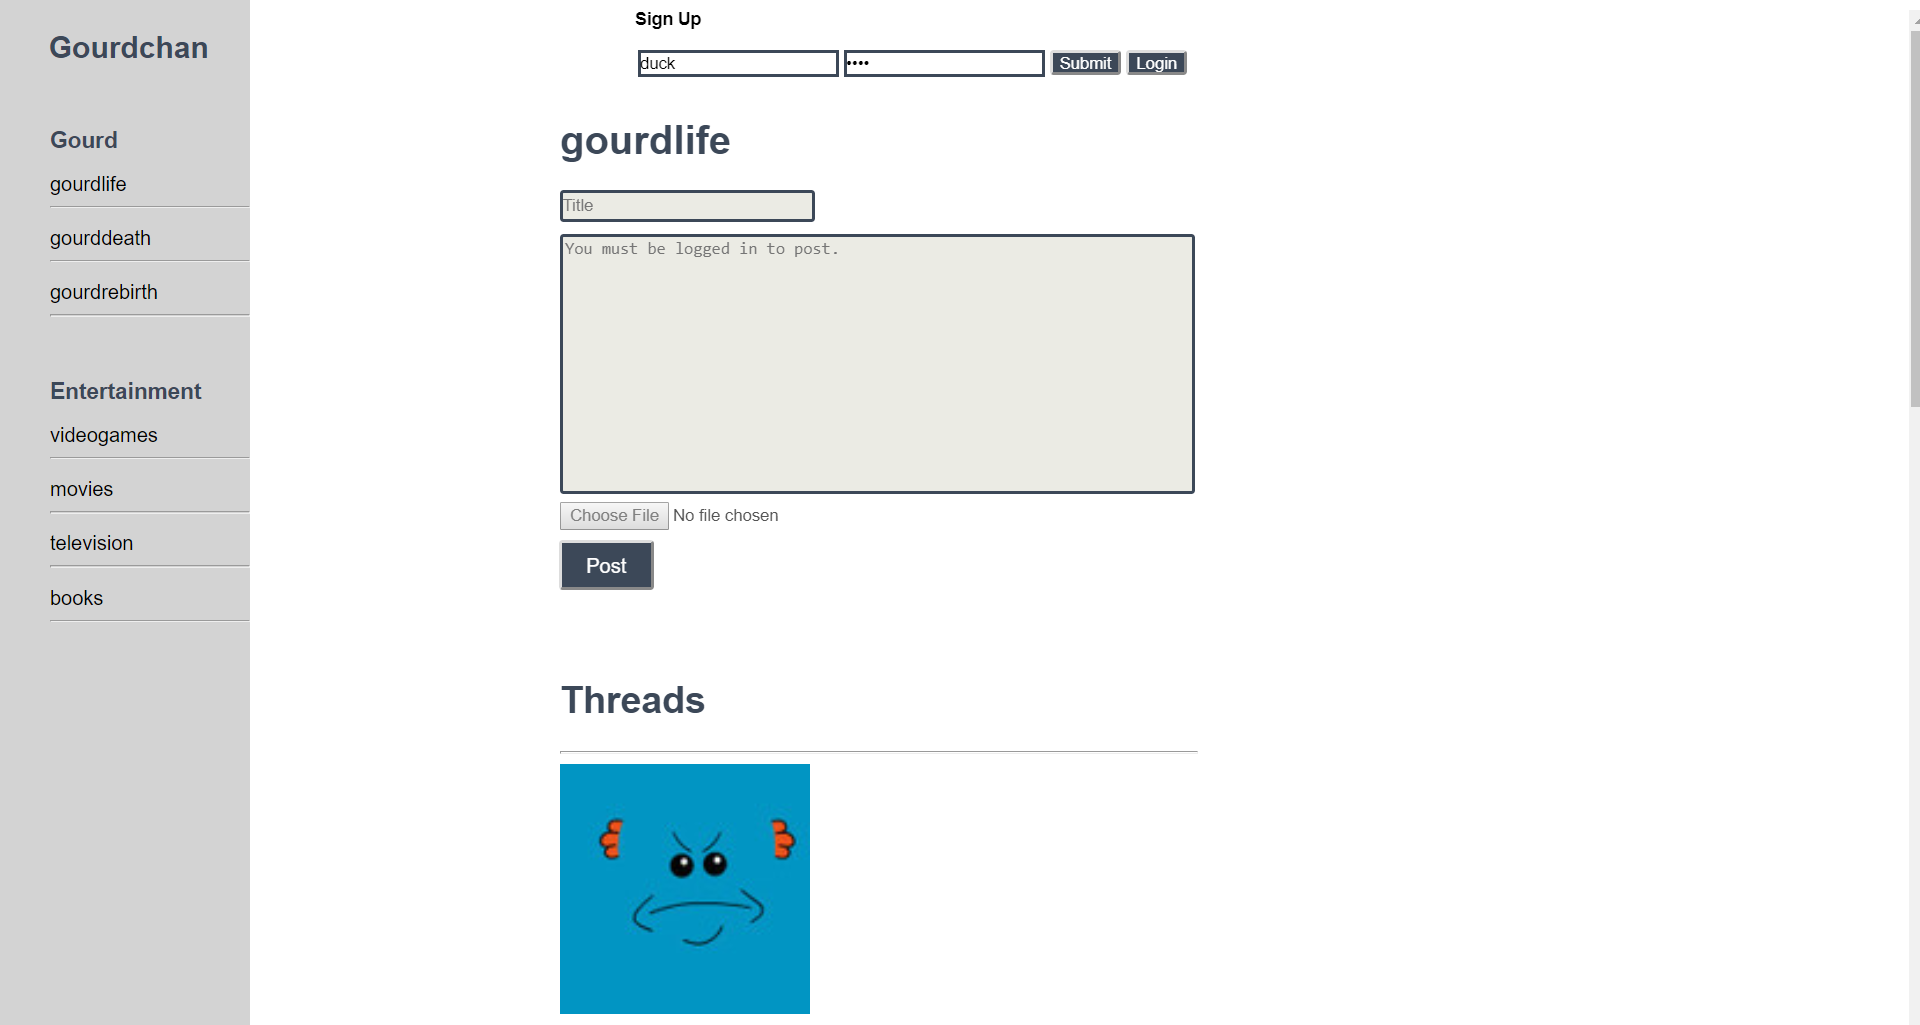 Gourdchan
Gourd
gourdlife
gourddeath
gourdrebirth
Entertainment
videogames
movies
television
books
Sign Up
duck
••••
Submit
Login
gourdlife
Title
You must be logged in to post.
Choose File No file chosen
Post
Threads